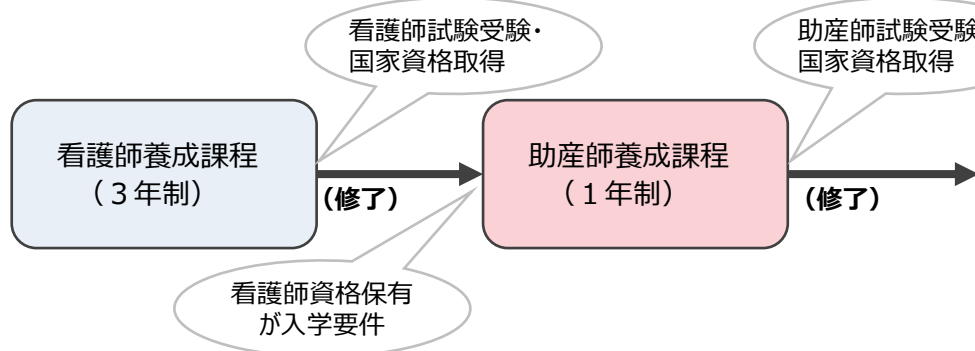 看護師試験受験・
国家資格取得
助産師試験受験
国家資格取得
看護師養成課程
（３年制）
（修了）
助産師養成課程
（１年制）
（修了）
看護師資格保有
が入学要件